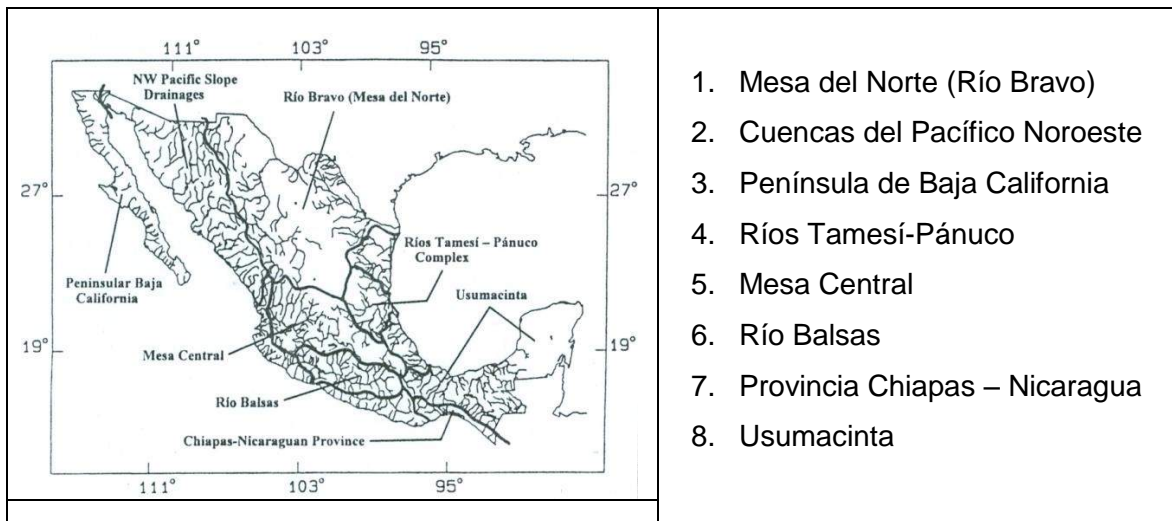 111°
103°
95°
NW Pacific Slope
Drainages
Río Bravo (Mesa del Norte)
27°
27°
Ríos Tamesí – Pánuco
Complex
Peninsular Baja
California
Usumacinta
19°
19°
Mesa Central
Río Balsas
Chiapas-Nicaraguan Province
111°
103°
95°
1. Mesa del Norte (Río Bravo)
2. Cuencas del Pacífico Noroeste
3. Península de Baja California
4. Ríos Tamesí-Pánuco
5. Mesa Central
6. Río Balsas
7. Provincia Chiapas – Nicaragua
8. Usumacinta